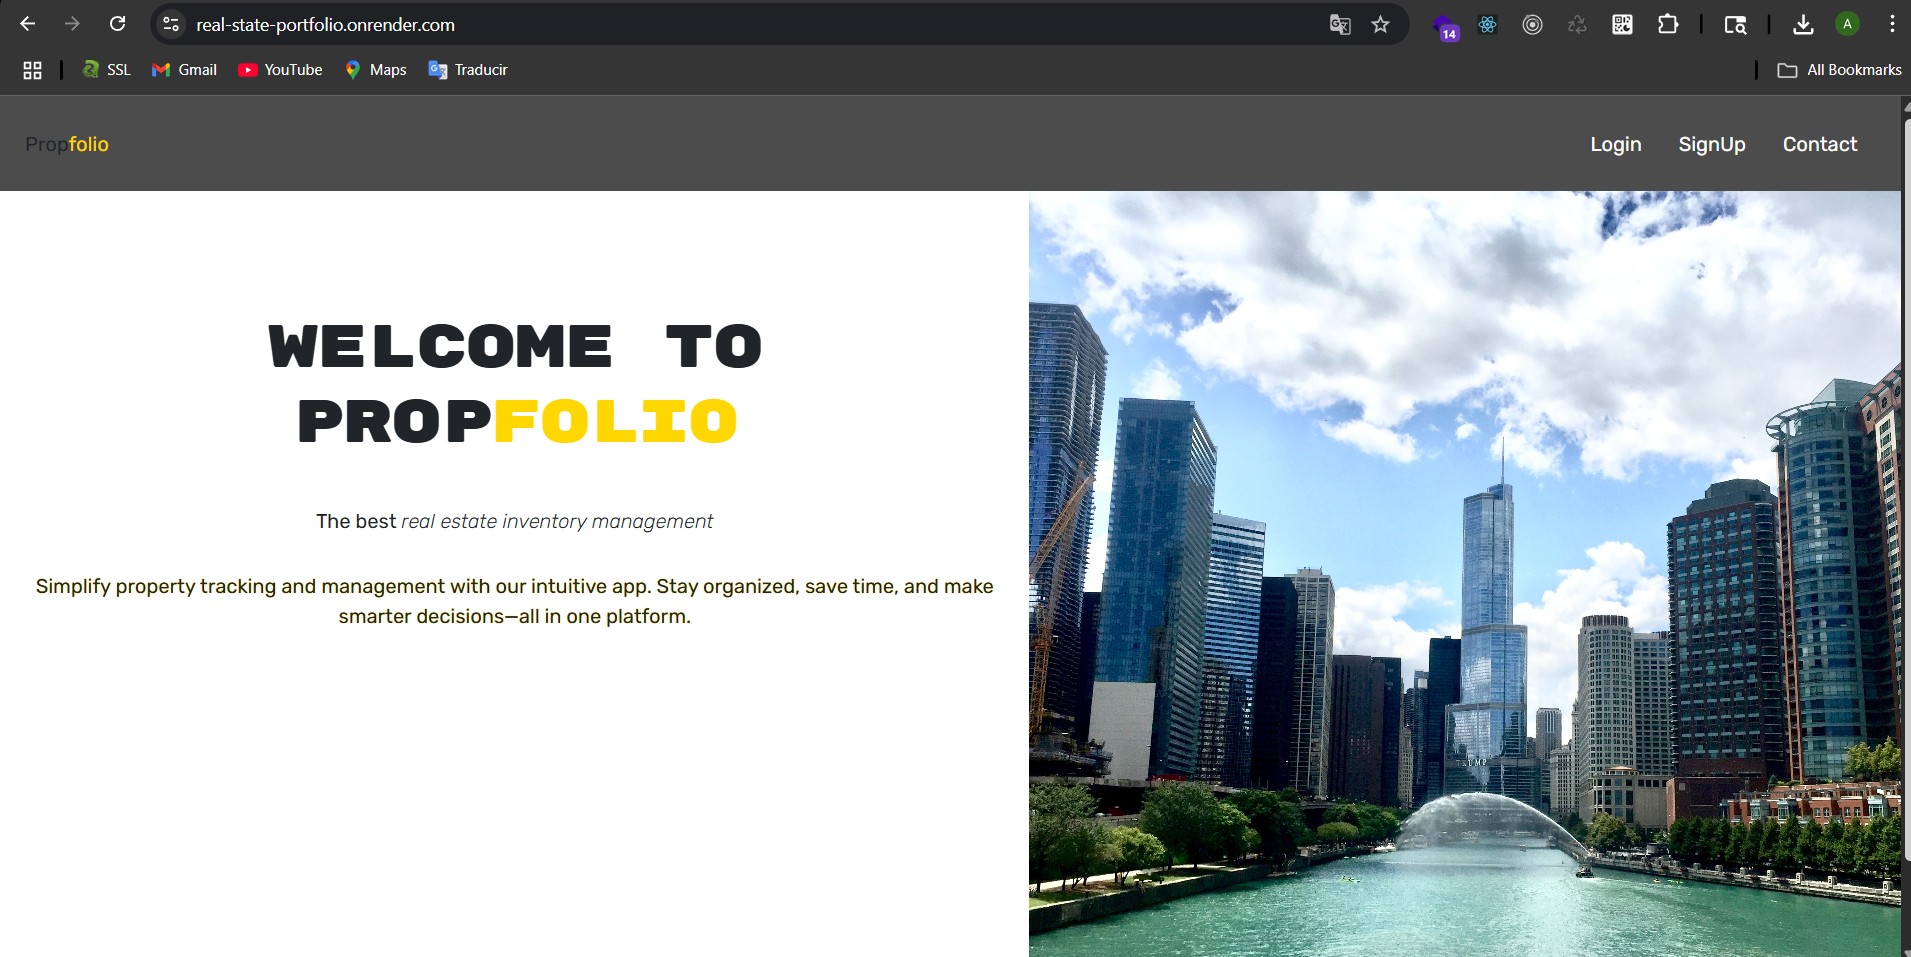 real-state-portfolio.onrender.com
14
A
SSL Gmail YouTube Maps Traducir All Bookmarks
Propfolio Login SignUp Contact
WELCOME TO
PROPFOLIO
The best real estate inventory management
Simplify property tracking and management with our intuitive app. Stay organized, save time, and make
smarter decisions—all in one platform.
TRUMP